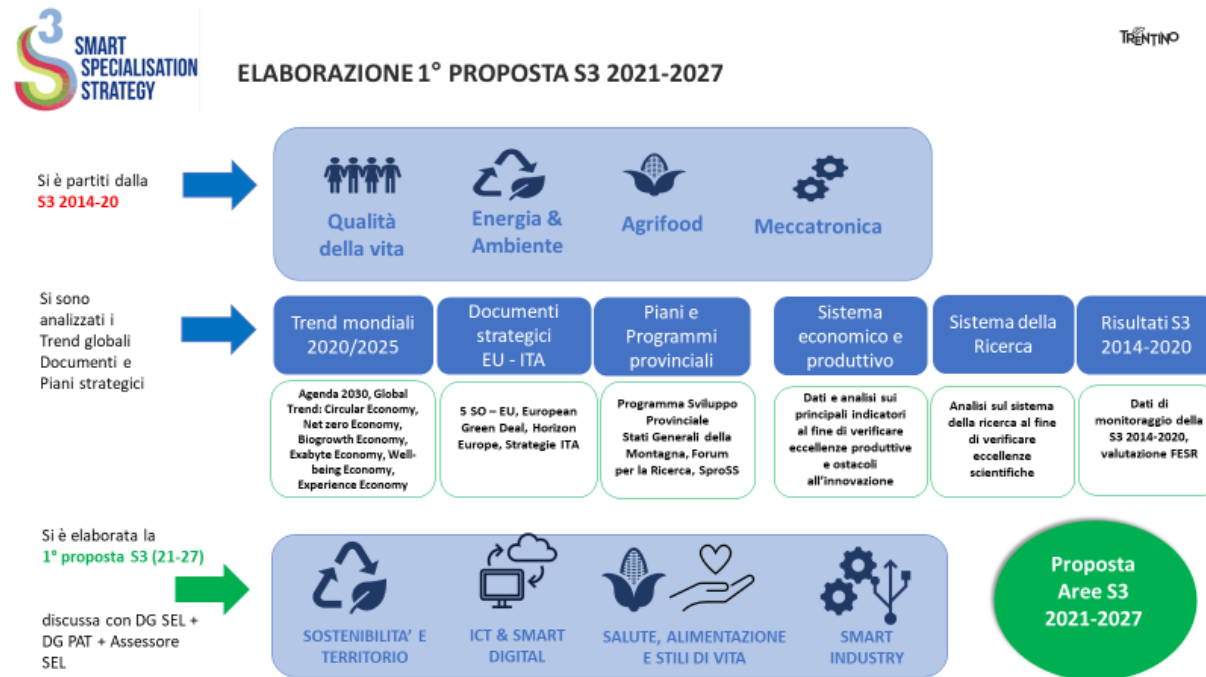 3
SMART
SPECIALISATION
STRATEGY
ELABORAZIONE 1° PROPOSTA S3 2021-2027
TRENTINO
Si è partiti dalla
S3 2014-20
Qualità
della vita
Energia &
Ambiente
Agrifood
Meccatronica
Si sono
analizzati i
Trend globali
Documenti e
Piani strategici
Trend mondiali
2020/2025
Documenti
strategici
EU - ITA
Piani e
Programmi
provinciali
Sistema
economico e
produttivo
Sistema della
Ricerca
Risultati S3
2014-2020
Agenda 2030, Global
Trend: Circular Economy,
Net zero Economy,
Biogrowth Economy,
Exabyte Economy, Well-
being Economy,
Experience Economy
5 SO – EU, European
Green Deal, Horizon
Europe, Strategie ITA
Programma Sviluppo
Provinciale
Stati Generali della
Montagna, Forum
per la Ricerca, SproSS
Dati e analisi sui
principali indicatori
al fine di verificare
eccellenze produttive
e ostacoli
all'innovazione
Analisi sul sistema
della ricerca al fine
di verificare
eccellenze
scientifiche
Dati di
monitoraggio della
S3 2014-2020,
valutazione FESR
Si è elaborata la
1° proposta S3 (21-27)
discussa con DG SEL +
DG PAT + Assessore
SEL
SOSTENIBILITA' E
TERRITORIO
ICT & SMART
DIGITAL
SALUTE, ALIMENTAZIONE
E STILI DI VITA
SMART
INDUSTRY
Proposta
Aree S3
2021-2027